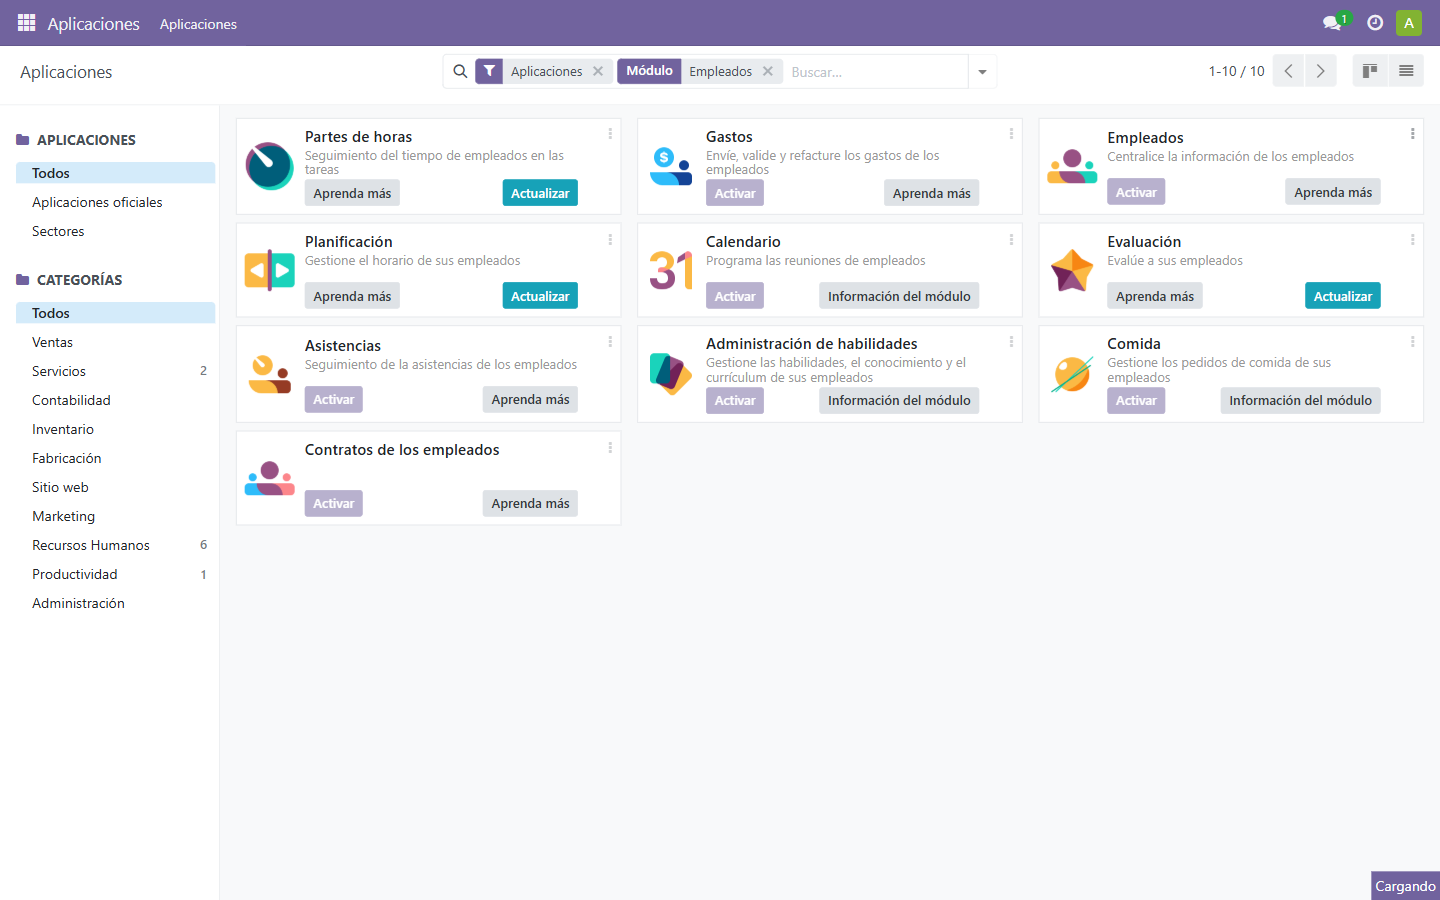 Aplicaciones
Aplicaciones
1
A
Aplicaciones
Aplicaciones
Módulo
Empleados
Buscar...
1-10 / 10
APLICACIONES
Todos
Aplicaciones oficiales
Sectores
CATEGORÍAS
Todos
Ventas
Servicios 2
Contabilidad
Inventario
Fabricación
Sitio web
Marketing
Recursos Humanos 6
Productividad 1
Administración
Partes de horas
Seguimiento del tiempo de empleados en las
tareas
Aprenda más
Actualizar
$
Gastos
Envíe, valide y refacture los gastos de los
empleados
Activar
Aprenda más
Empleados
Centralice la información de los empleados
Activar
Aprenda más
Planificación
Gestione el horario de sus empleados
Aprenda más
Actualizar
31
Calendario
Programa las reuniones de empleados
Activar
Información del módulo
Evaluación
Evalúe a sus empleados
Aprenda más
Actualizar
Asistencias
Seguimiento de la asistencias de los empleados
Activar
Aprenda más
Administración de habilidades
Gestione las habilidades, el conocimiento y el
currículum de sus empleados
Activar
Información del módulo
Comida
Gestione los pedidos de comida de sus
empleados
Activar
Información del módulo
Contratos de los empleados
Activar
Aprenda más
Cargando